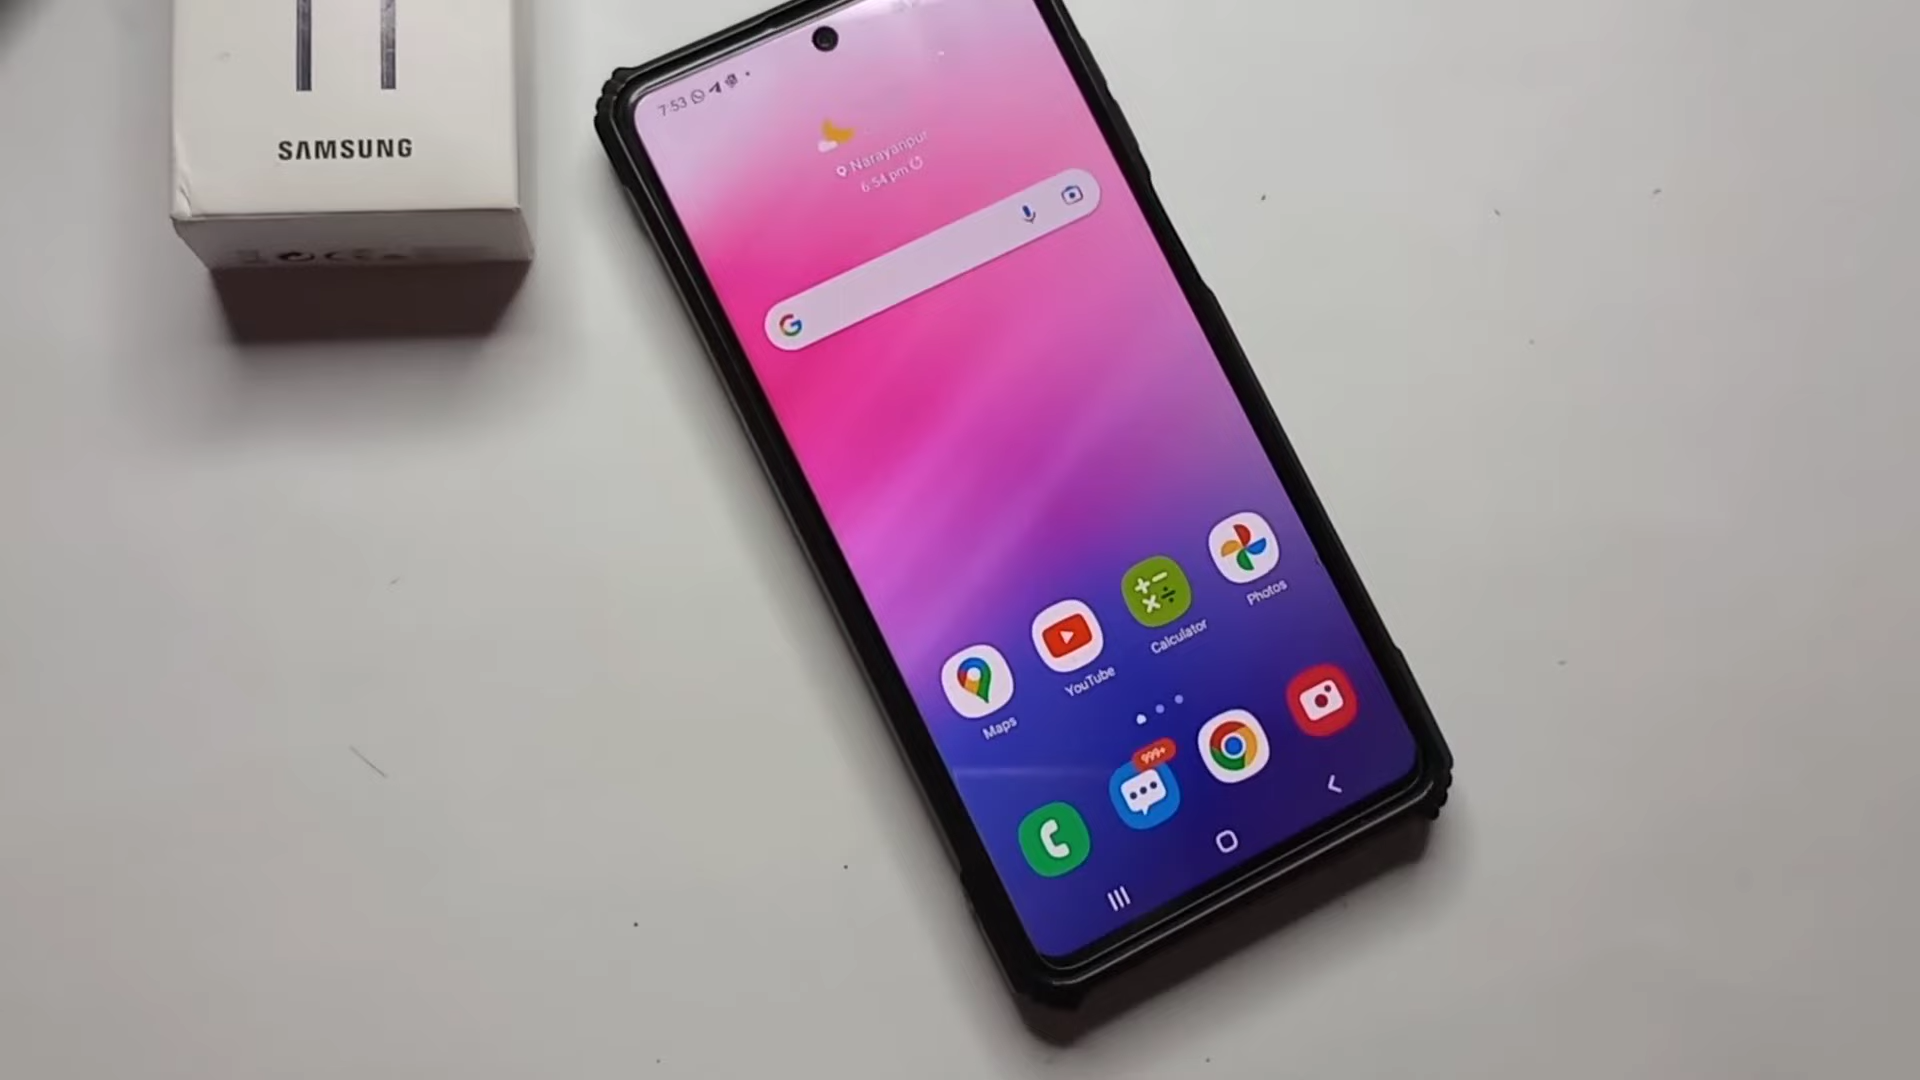 SAMSUNG
7:53
Narayanpur
6:54 pm
Maps
YouTube
Calculator
Photos
999+